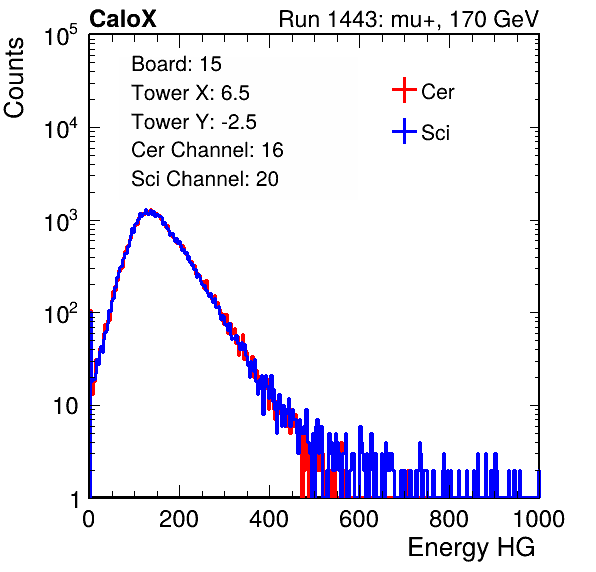 CaloX Run 1443: mu+, 170 GeV
Counts
10^5
10^4
10^3
10^2
10
1
Board: 15
Tower X: 6.5
Tower Y: -2.5
Cer Channel: 16
Sci Channel: 20
Cer
Sci
0 200 400 600 800 1000
Energy HG